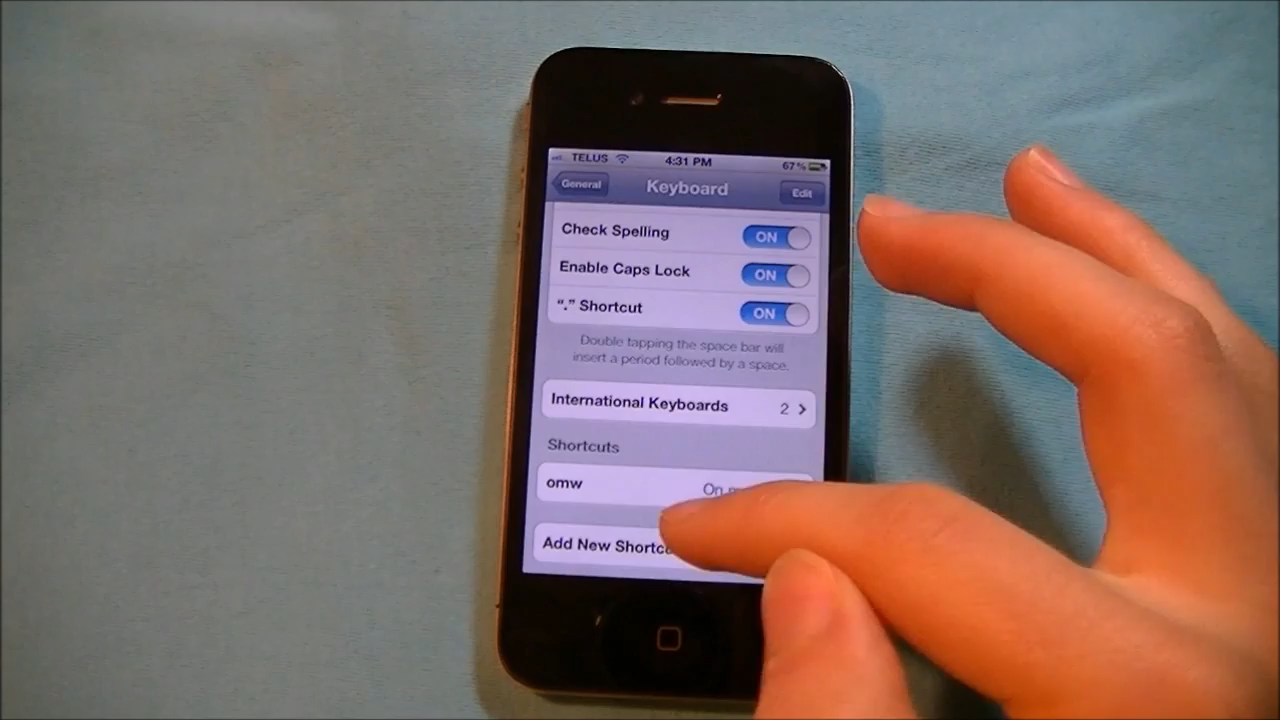 TELUS 4:31 PM 67%
General Keyboard Edit
Check Spelling ON
Enable Caps Lock ON
“.” Shortcut ON
Double tapping the space bar will
insert a period followed by a space.
International Keyboards 2
Shortcuts
omw On
Add New